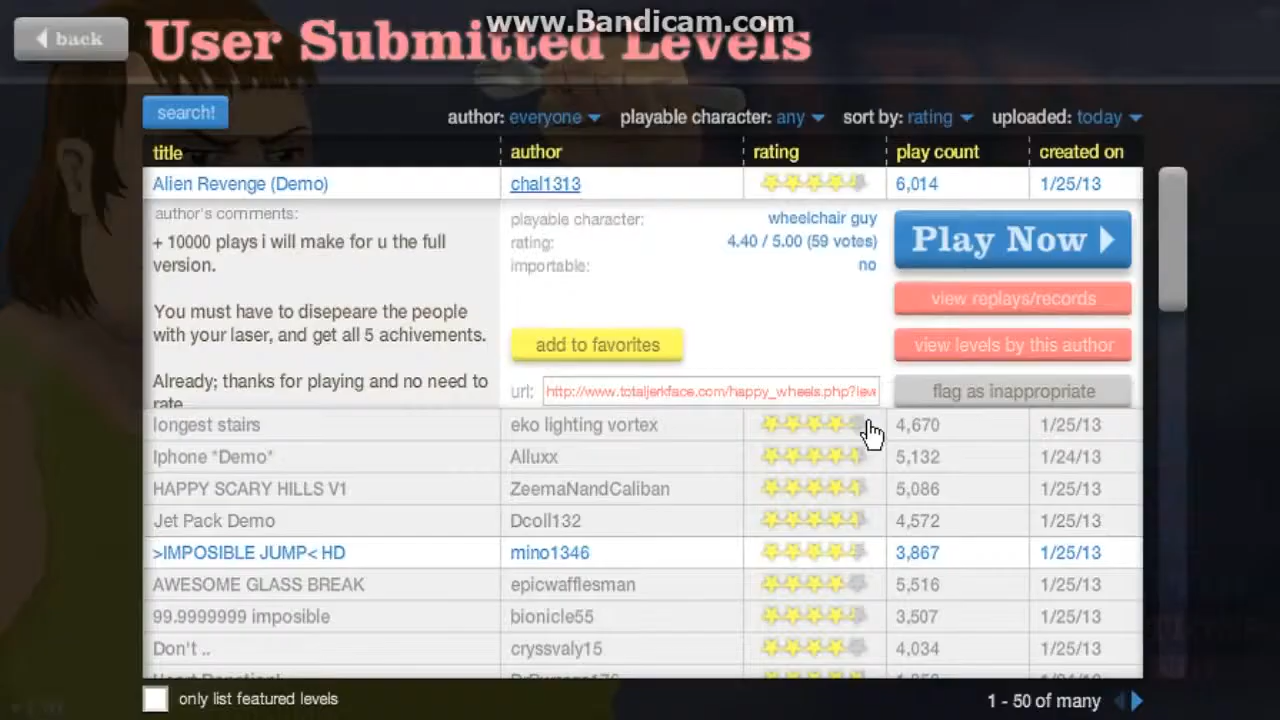 www.Bandicam.com
back
User Submitted Levels
search!
author: everyone playable character: any sort by: rating uploaded: today
title author rating play count created on
Alien Revenge (Demo) chal1313 6,014 1/25/13
author's comments:
+ 10000 plays i will make for u the full
version.
You must have to disepeare the people
with your laser, and get all 5 achivements.
Already; thanks for playing and no need to
rate
playable character: wheelchair guy
rating: 4.40 / 5.00 (59 votes)
importable: no
add to favorites
url: http://www.totaljerkface.com/happy_wheels.php?lev
Play Now
view replays/records
view levels by this author
flag as inappropriate
longest stairs eko lighting vortex 4,670 1/25/13
Iphone *Demo* Alluxx 5,132 1/24/13
HAPPY SCARY HILLS V1 ZeemaNandCaliban 5,086 1/25/13
Jet Pack Demo Dcoll132 4,572 1/25/13
>IMPOSIBLE JUMP< HD mino1346 3,867 1/25/13
AWESOME GLASS BREAK epicwafflesman 5,516 1/25/13
99.9999999 imposible bionicle55 3,507 1/25/13
Don't .. cryssvaly15 4,034 1/25/13
only list featured levels
1 - 50 of many